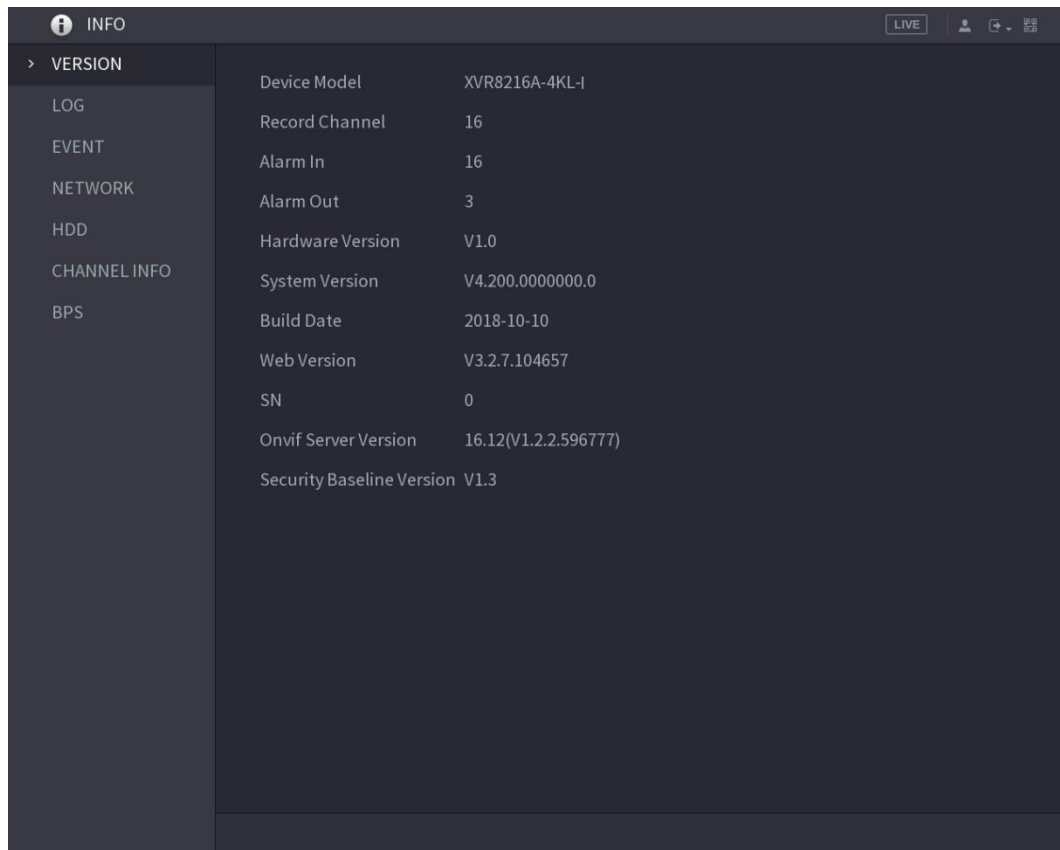 INFO
LIVE
VERSION
LOG
EVENT
NETWORK
HDD
CHANNEL INFO
BPS
Device Model XVR8216A-4KL-I
Record Channel 16
Alarm In 16
Alarm Out 3
Hardware Version V1.0
System Version V4.200.0000000.0
Build Date 2018-10-10
Web Version V3.2.7.104657
SN 0
Onvif Server Version 16.12(V1.2.2.596777)
Security Baseline Version V1.3